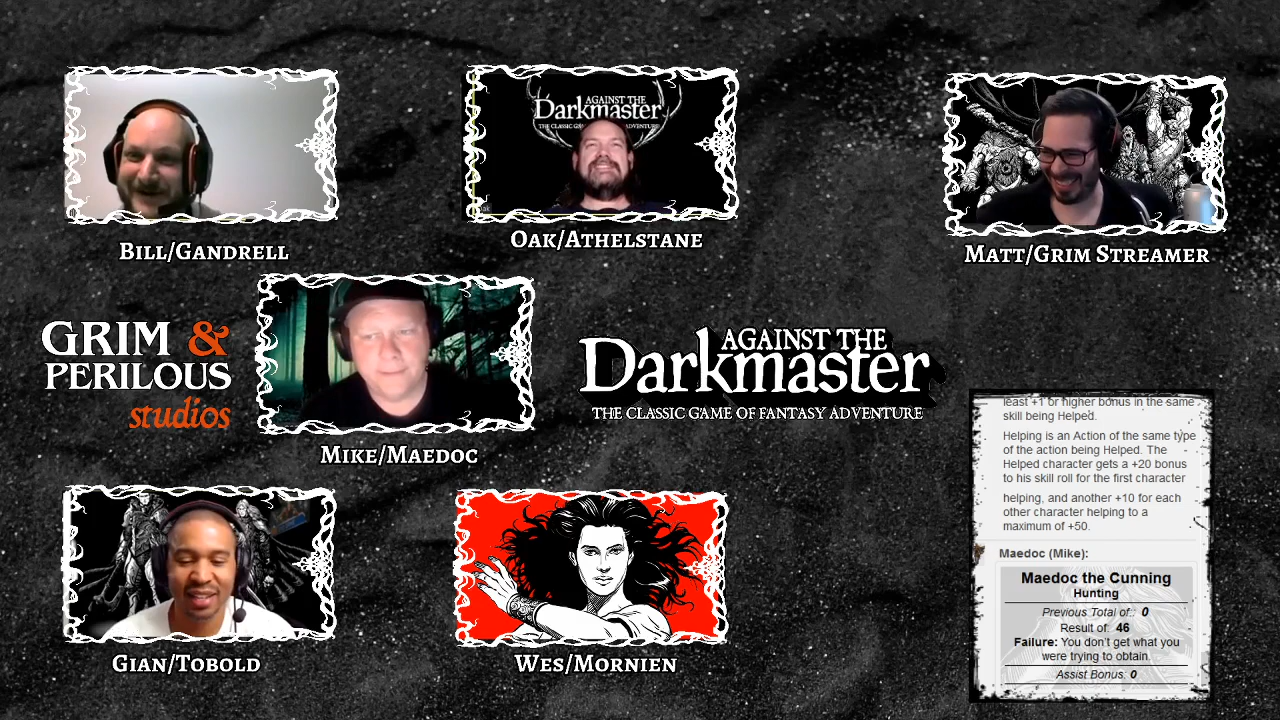 AGAINST THE
Darkmaster
BILL/GANDRELL
OAK/ATHELSTANE
MATT/GRIM STREAMER
GRIM &
PERILOUS
studios
MIKE/MAEDOC
AGAINST THE
Darkmaster
THE CLASSIC GAME OF FANTASY ADVENTURE
least +1 or higher bonus in the same
skill being Helped.
Helping is an Action of the same type
of the action being Helped. The
Helped character gets a +20 bonus
to his skill roll for the first character
helping, and another +10 for each
other character helping to a
maximum of +50.
Maedoc (Mike):
Maedoc the Cunning
Hunting
Previous Total of:: 0
Result of: 46
Failure: You don't get what you
were trying to obtain.
Assist Bonus: 0
GIAN/TOBOLD
WES/MORNIEN